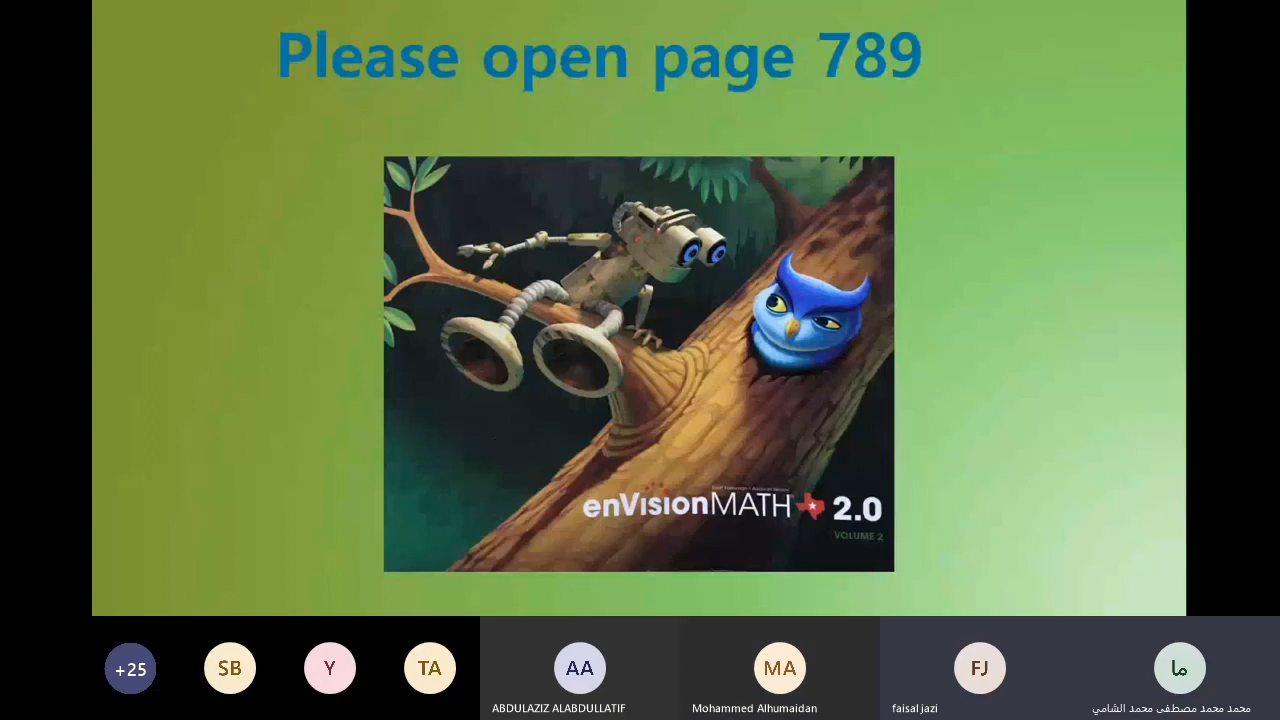 Please open page 789
enVisionMATH 2.0
VOLUME 2
+25
SB
Y
TA
AA
MA
FJ
ما
ABDULAZIZ ALABDULLATIF
Mohammed Alhumaidan
faisal jazi
محمد محمد مصطفى محمد الشامي